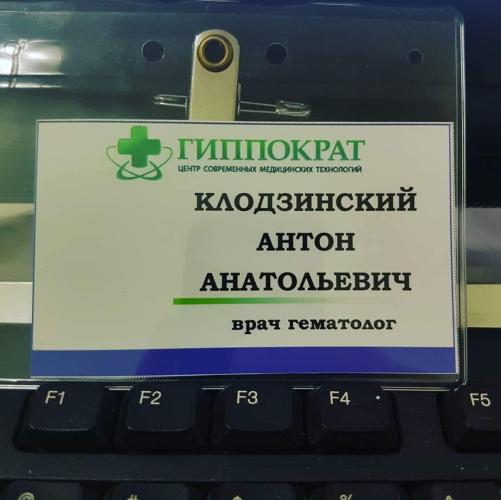 ГИППОКРАТ
ЦЕНТР СОВРЕМЕННЫХ МЕДИЦИНСКИХ ТЕХНОЛОГИЙ
КЛОДЗИНСКИЙ
АНТОН
АНАТОЛЬЕВИЧ
врач гематолог
F1 F2 F3 F4 F5
@ # $ %